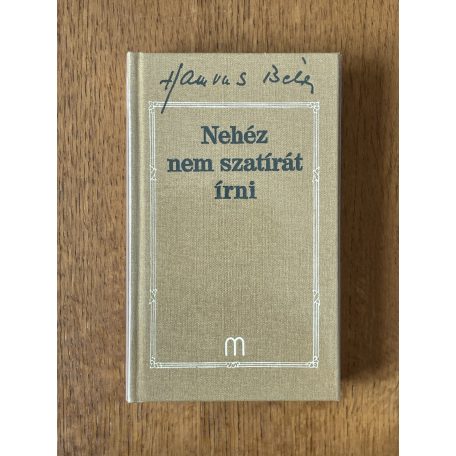 Hamvas Béla
Nehéz
nem szatírát
írni
m